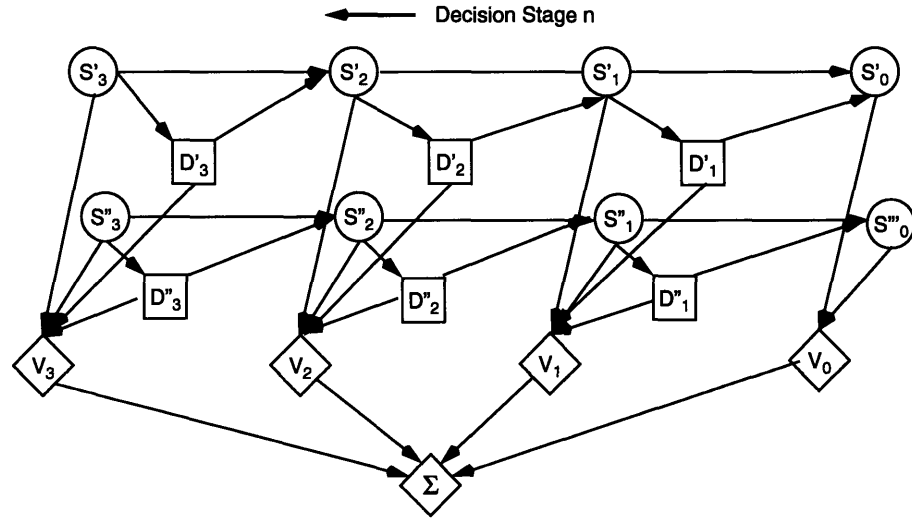 Decision Stage n
S'3 S'2 S'1 S'0
D'3 D'2 D'1
S"3 S"2 S"1 S"'0
D"3 D"2 D"1
V3 V2 V1 V0
Σ